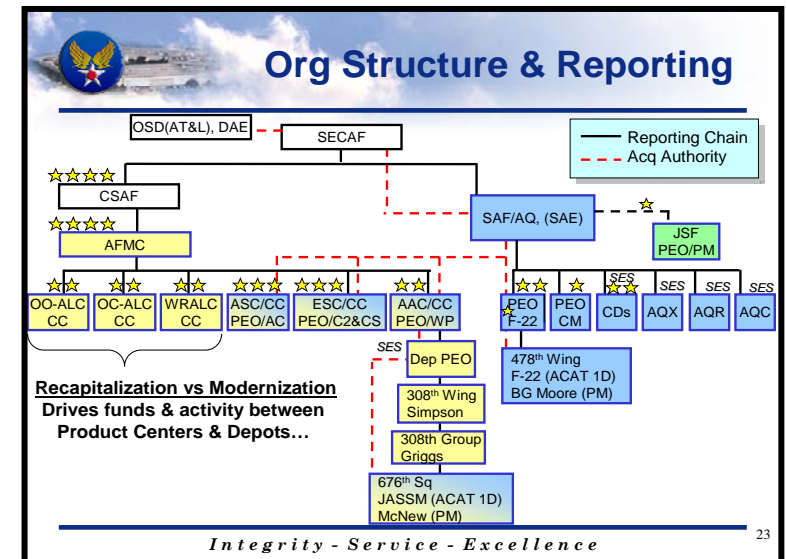 Org Structure & Reporting
OSD(AT&L), DAE
SECAF
Reporting Chain
Acq Authority
CSAF
SAF/AQ, (SAE)
JSF
PEO/PM
AFMC
OO-ALC
CC
OC-ALC
CC
WRALC
CC
ASC/CC
PEO/AC
ESC/CC
PEO/C2&CS
AAC/CC
PEO/WP
PEO
F-22
PEO
CM
SES
CDs
SES
AQX
SES
AQR
SES
AQC
SES
Dep PEO
478th Wing
F-22 (ACAT 1D)
BG Moore (PM)
Recapitalization vs Modernization
Drives funds & activity between
Product Centers & Depots…
308th Wing
Simpson
308th Group
Griggs
676th Sq
JASSM (ACAT 1D)
McNew (PM)
Integrity - Service - Excellence
23